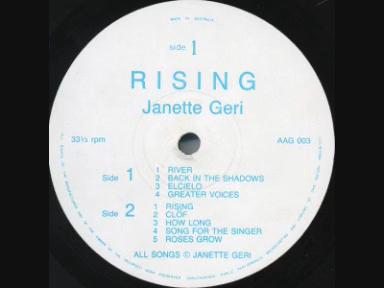 MADE IN AUSTRALIA
side 1
RISING
Janette Geri
33⅓ rpm
AAG 003
Side 1
1 RIVER
2 BACK IN THE SHADOWS
3 ELCIELO
4 GREATER VOICES
Side 2
1 RISING
2 CLOF
3 HOW LONG
4 SONG FOR THE SINGER
5 ROSES GROW
ALL SONGS © JANETTE GERI